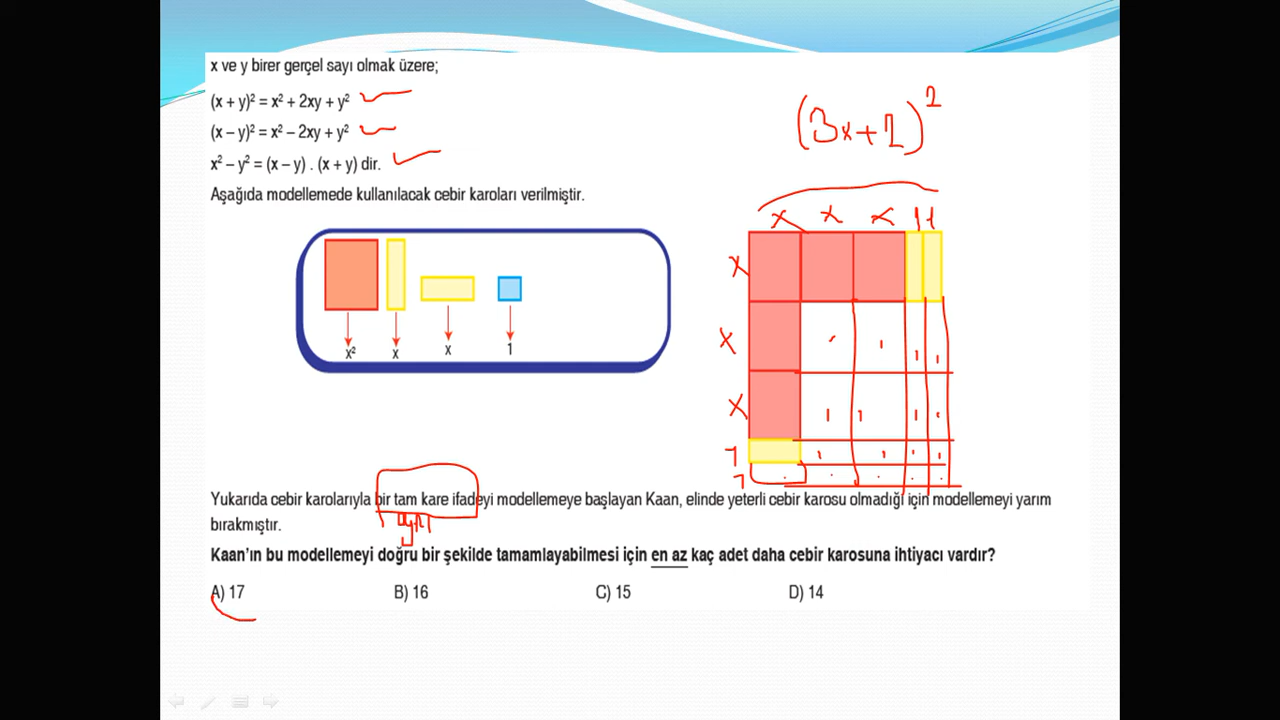 x ve y birer gerçel sayı olmak üzere;
(x + y)² = x² + 2xy + y²
(x – y)² = x² – 2xy + y²
x² – y² = (x – y) . (x + y) dir.
Aşağıda modellemede kullanılacak cebir karoları verilmiştir.
x² x x 1
(3x+2)²
x x x 1 1
x
x
x
1
1
Yukarıda cebir karolarıyla bir tam kare ifadeyi modellemeye başlayan Kaan, elinde yeterli cebir karosu olmadığı için modellemeyi yarım
bırakmıştır.
aynı
Kaan'ın bu modellemeyi doğru bir şekilde tamamlayabilmesi için en az kaç adet daha cebir karosuna ihtiyacı vardır?
A) 17 B) 16 C) 15 D) 14